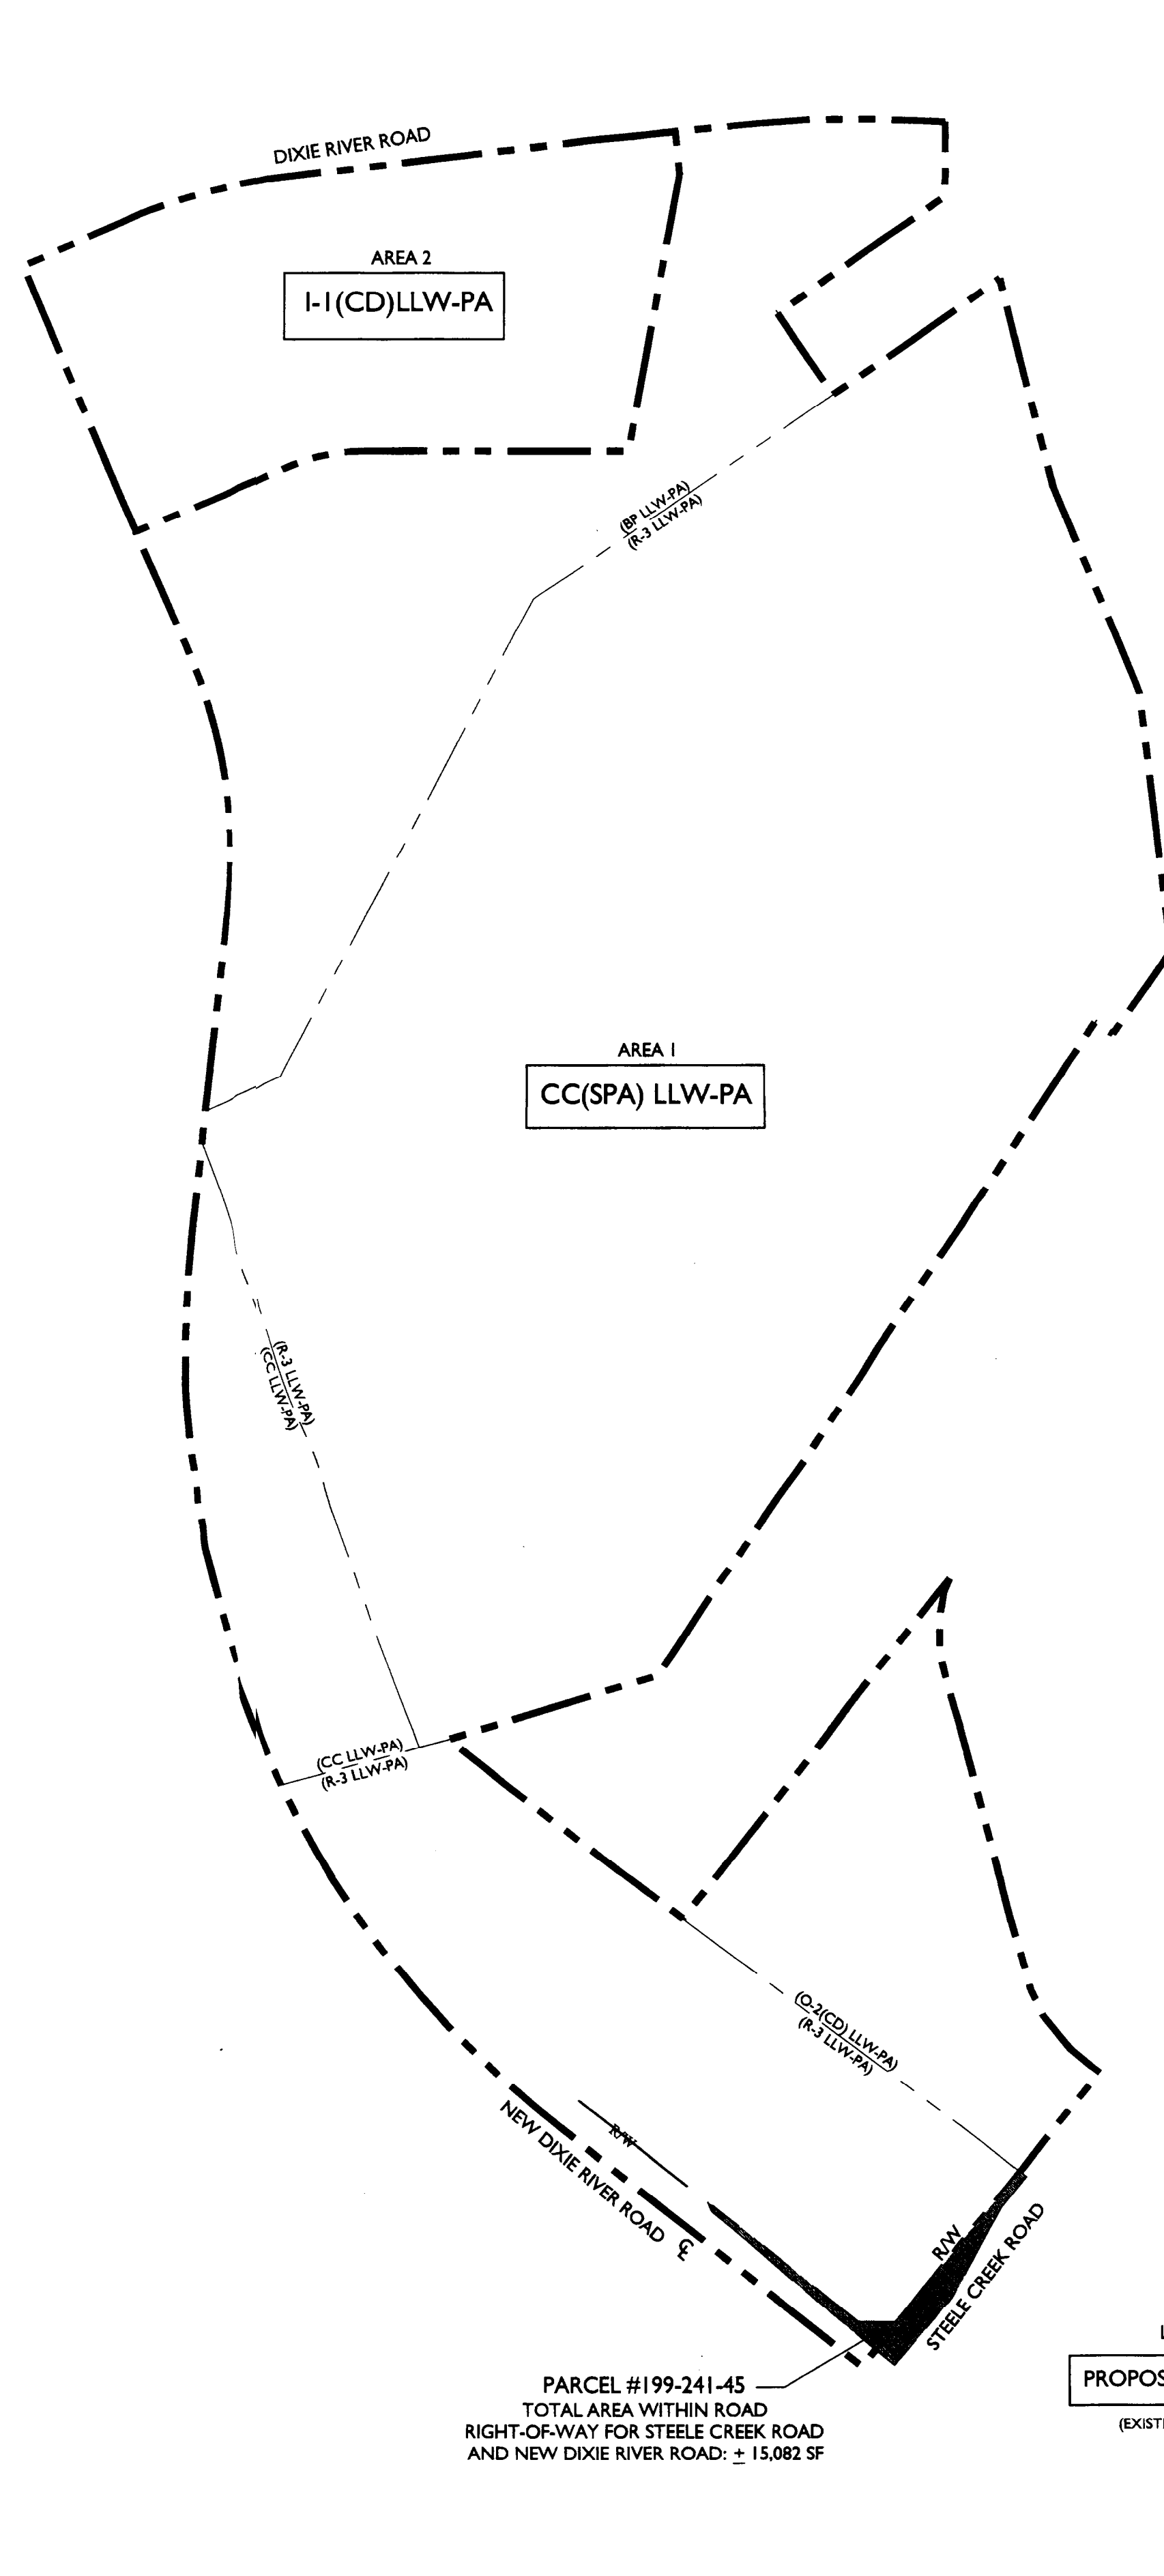 DIXIE RIVER ROAD
AREA 2
I-1(CD)LLW-PA
(BP LLW-PA)
(R-3 LLW-PA)
AREA 1
CC(SPA) LLW-PA
(R-3 LLW-PA)
(CC LLW-PA)
(CC LLW-PA)
(R-3 LLW-PA)
(O-2(CD) LLW-PA)
(R-3 LLW-PA)
R/W
NEW DIXIE RIVER ROAD ℄
R/W
STEELE CREEK ROAD
L
PROPOS
(EXISTI
PARCEL #199-241-45
TOTAL AREA WITHIN ROAD
RIGHT-OF-WAY FOR STEELE CREEK ROAD
AND NEW DIXIE RIVER ROAD: ± 15,082 SF